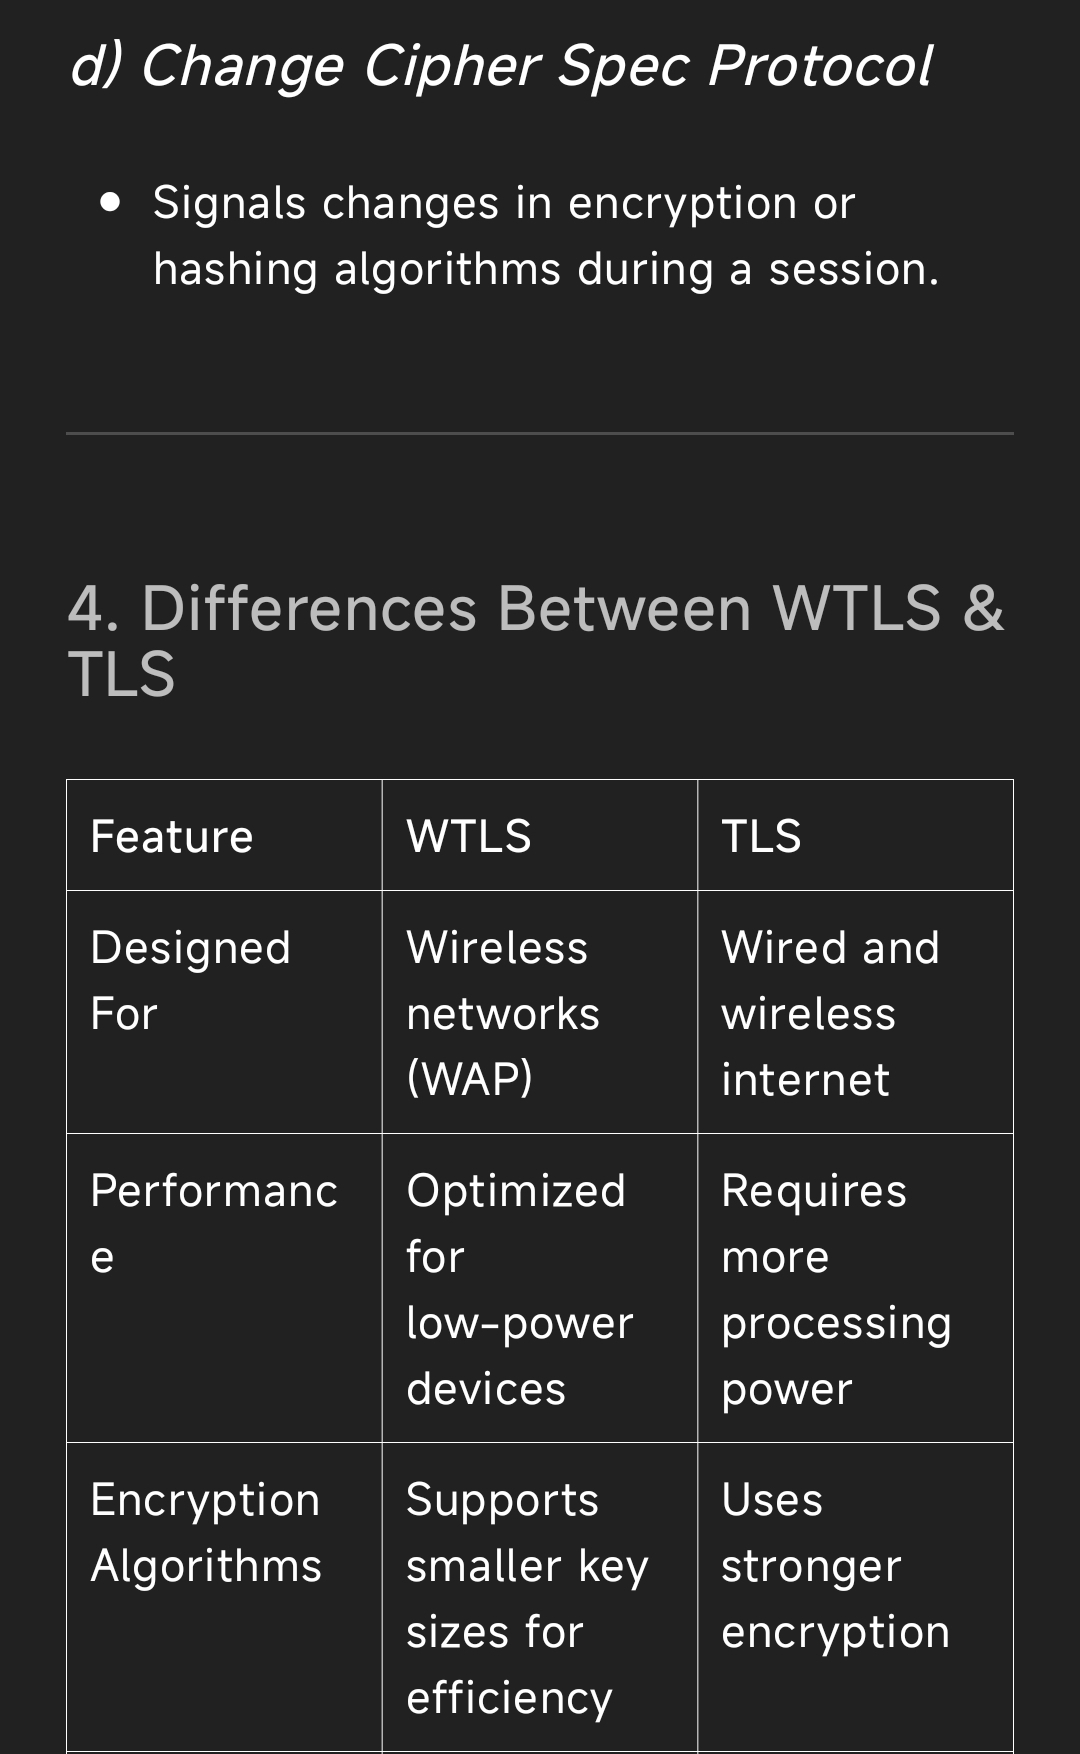 d) Change Cipher Spec Protocol
• Signals changes in encryption or
hashing algorithms during a session.
4. Differences Between WTLS &
TLS
Feature
WTLS
TLS
Designed
For
Wireless
networks
(WAP)
Wired and
wireless
internet
Performanc
e
Optimized
for
low-power
devices
Requires
more
processing
power
Encryption
Algorithms
Supports
smaller key
sizes for
efficiency
Uses
stronger
encryption